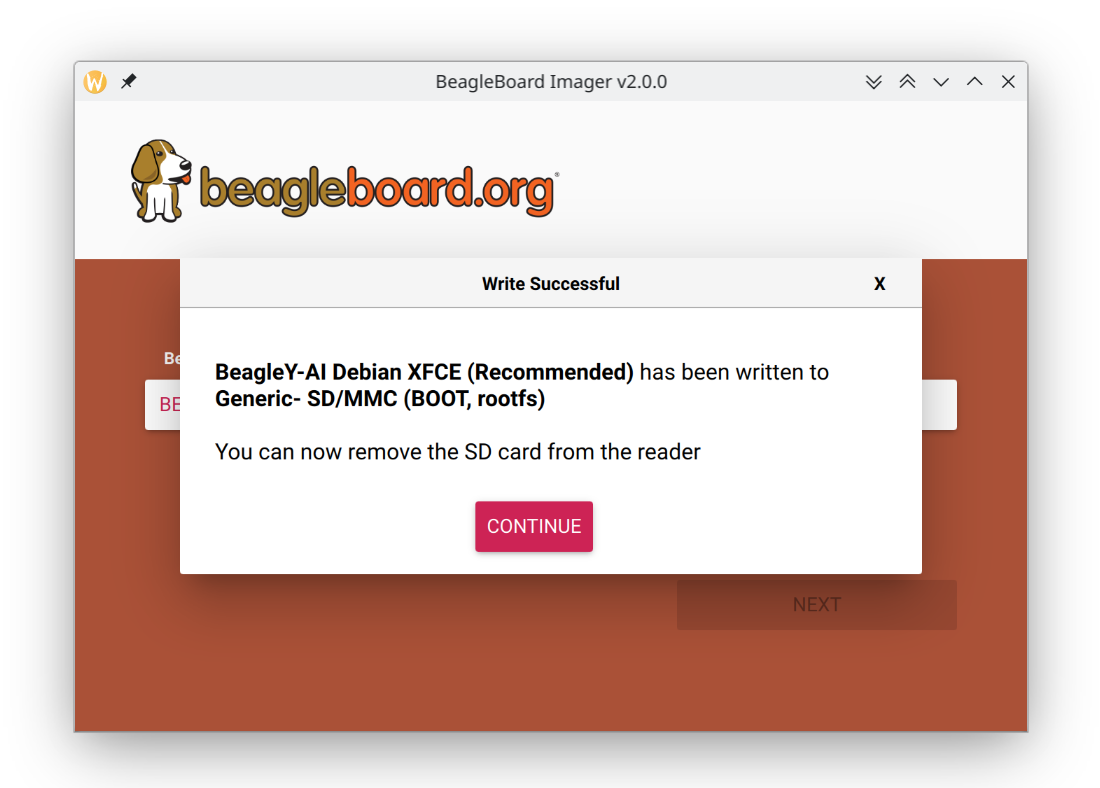 W
BeagleBoard Imager v2.0.0
beagleboard.org®
Write Successful
X
Be
BE
BeagleY-AI Debian XFCE (Recommended) has been written to
Generic- SD/MMC (BOOT, rootfs)
You can now remove the SD card from the reader
CONTINUE
NEXT